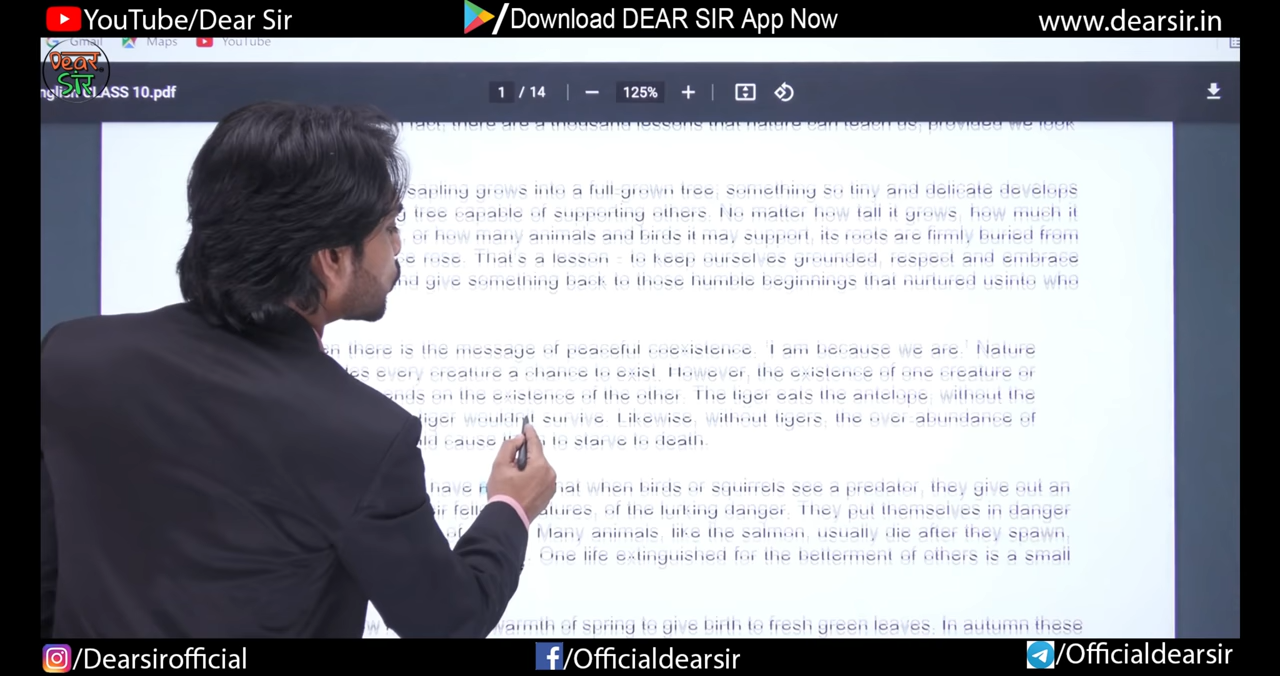 YouTube/Dear Sir
/Download DEAR SIR App Now
www.dearsir.in
Gmail Maps YouTube
Dear
सर
CLASS 10.pdf
1 / 14 125%
fact, there are a thousand lessons that nature can teach us, provided we look
sapling grows into a full-grown tree, something so tiny and delicate develops
tree capable of supporting others. No matter how tall it grows, how much it
or how many animals and birds it may support, its roots are firmly buried from
rose. That's a lesson - to keep ourselves grounded, respect and embrace
give something back to those humble beginnings that nurtured usinto who
there is the message of peaceful coexistence. 'I am because we are.' Nature
every creature a chance to exist. However, the existence of one creature or
on the existence of the other. The tiger eats the antelope, without the
tiger wouldn't survive. Likewise, without tigers, the over-abundance of
cause to starve to death.
have that when birds or squirrels see a predator, they give out an
of the lurking danger. They put themselves in danger
of Many animals, like the salmon, usually die after they spawn,
One life extinguished for the betterment of others is a small
warmth of spring to give birth to fresh green leaves. In autumn these
/Dearsirofficial
/Officialdearsir
/Officialdearsir